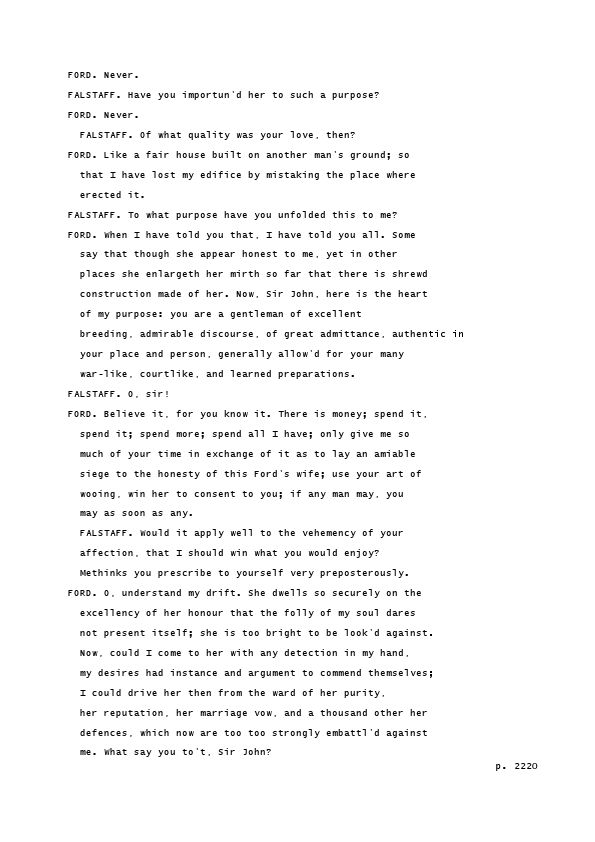 FORD. Never.
FALSTAFF. Have you importun'd her to such a purpose?
FORD. Never.
FALSTAFF. Of what quality was your love, then?
FORD. Like a fair house built on another man's ground; so
that I have lost my edifice by mistaking the place where
erected it.
FALSTAFF. To what purpose have you unfolded this to me?
FORD. When I have told you that, I have told you all. Some
say that though she appear honest to me, yet in other
places she enlargeth her mirth so far that there is shrewd
construction made of her. Now, Sir John, here is the heart
of my purpose: you are a gentleman of excellent
breeding, admirable discourse, of great admittance, authentic in
your place and person, generally allow'd for your many
war-like, courtlike, and learned preparations.
FALSTAFF. O, sir!
FORD. Believe it, for you know it. There is money; spend it,
spend it; spend more; spend all I have; only give me so
much of your time in exchange of it as to lay an amiable
siege to the honesty of this Ford's wife; use your art of
wooing, win her to consent to you; if any man may, you
may as soon as any.
FALSTAFF. Would it apply well to the vehemency of your
affection, that I should win what you would enjoy?
Methinks you prescribe to yourself very preposterously.
FORD. O, understand my drift. She dwells so securely on the
excellency of her honour that the folly of my soul dares
not present itself; she is too bright to be look'd against.
Now, could I come to her with any detection in my hand,
my desires had instance and argument to commend themselves;
I could drive her then from the ward of her purity,
her reputation, her marriage vow, and a thousand other her
defences, which now are too too strongly embattl'd against
me. What say you to't, Sir John?
p. 2220